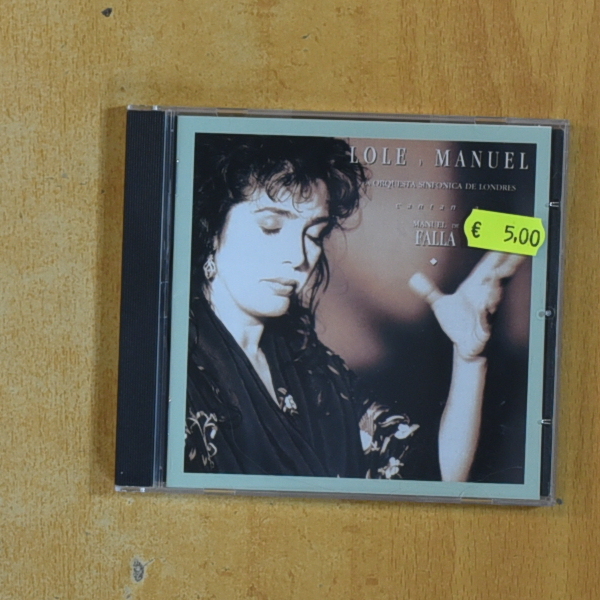 LOLE Y MANUEL
ORQUESTA SINFONICA DE LONDRES
cantan a
MANUEL DE
FALLA
€ 5,00